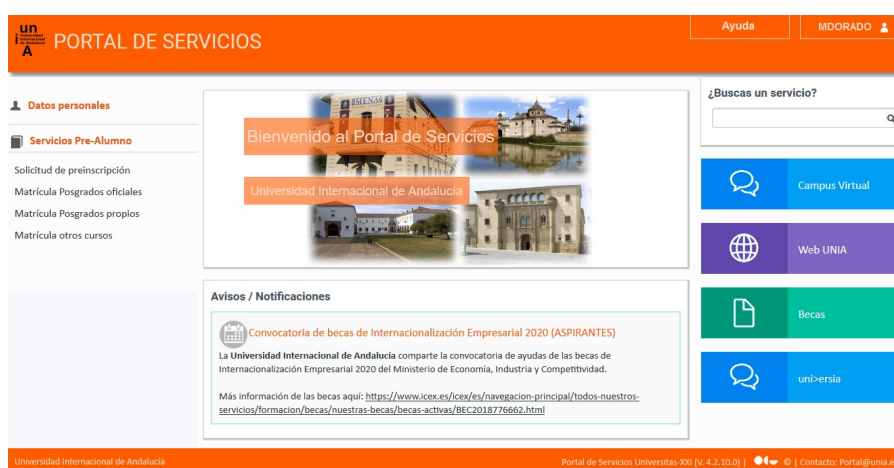 un
Universidad
Internacional
de Andalucía
i
A
PORTAL DE SERVICIOS
Ayuda
MDORADO
Datos personales
Servicios Pre-Alumno
Solicitud de preinscripción
Matrícula Posgrados oficiales
Matrícula Posgrados propios
Matrícula otros cursos
Bienvenido al Portal de Servicios
Universidad Internacional de Andalucía
Avisos / Notificaciones
Convocatoria de becas de Internacionalización Empresarial 2020 (ASPIRANTES)
La Universidad Internacional de Andalucía comparte la convocatoria de ayudas de las becas de
Internacionalización Empresarial 2020 del Ministerio de Economía, Industria y Competitividad.
Más información de las becas aquí: https://www.icex.es/icex/es/navegacion-principal/todos-nuestros-
servicios/formacion/becas/nuestras-becas/becas-activas/BEC2018776662.html
¿Buscas un servicio?
Campus Virtual
Web UNIA
Becas
uni>ersia
Universidad Internacional de Andalucía
Portal de Servicios Universitas-XXI (V. 4.2.10.0) | © | Contacto: Portal@unia.e